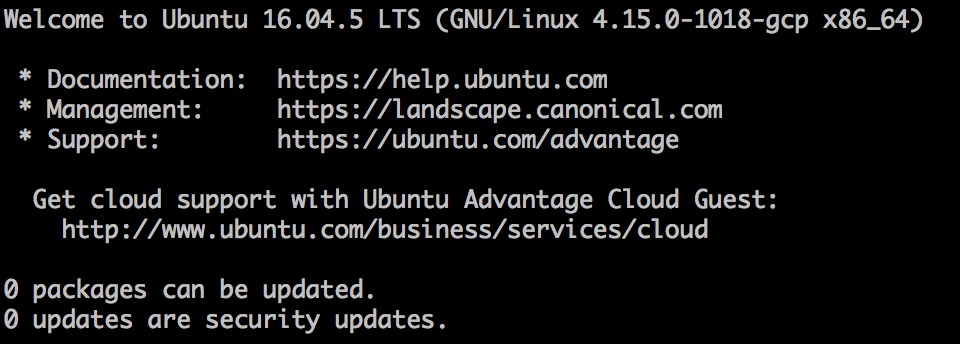 Welcome to Ubuntu 16.04.5 LTS (GNU/Linux 4.15.0-1018-gcp x86_64)
* Documentation:  https://help.ubuntu.com
* Management:     https://landscape.canonical.com
* Support:        https://ubuntu.com/advantage
Get cloud support with Ubuntu Advantage Cloud Guest:
http://www.ubuntu.com/business/services/cloud
0 packages can be updated.
0 updates are security updates.